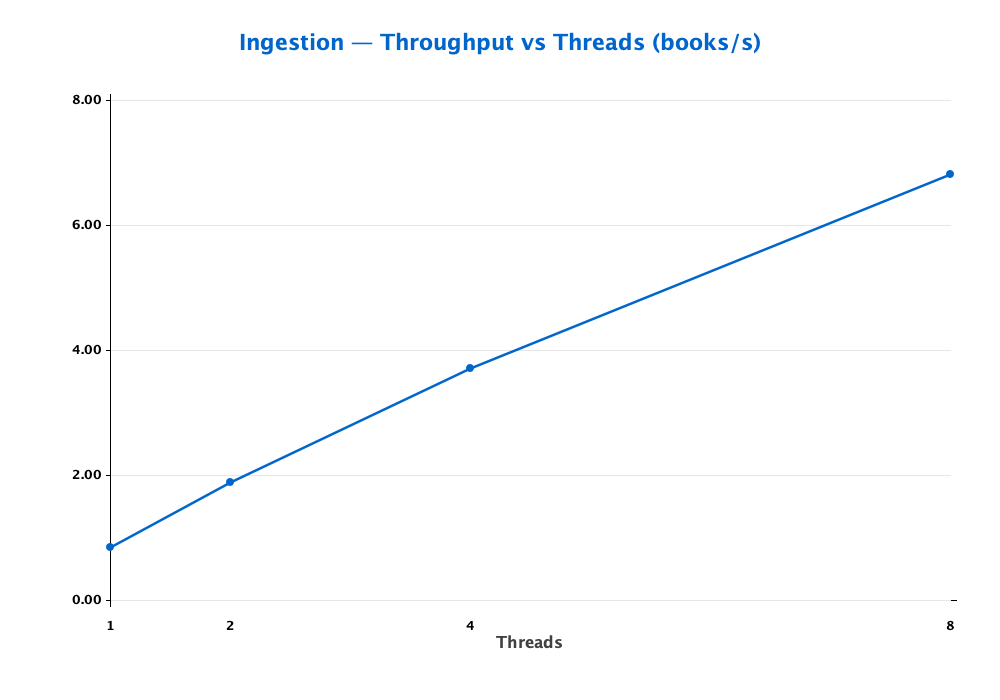 Ingestion — Throughput vs Threads (books/s)
8.00
6.00
4.00
2.00
0.00
1 2 4 8
Threads